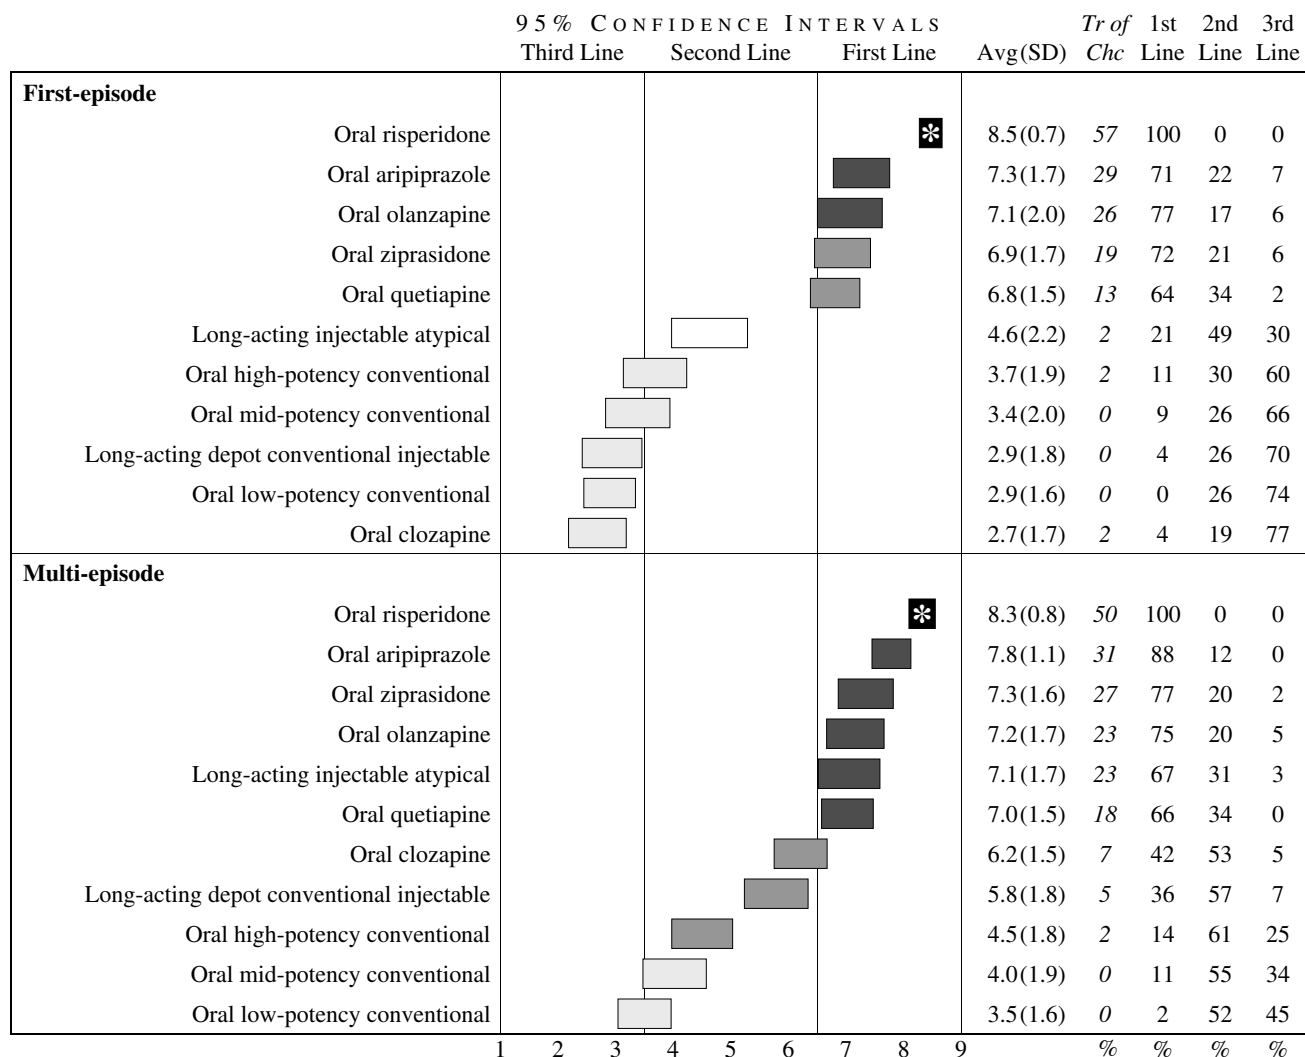 95% CONFIDENCE INTERVALS Tr of 1st 2nd 3rd
Third Line Second Line First Line Avg(SD) Chc Line Line Line
First-episode
Oral risperidone * 8.5(0.7) 57 100 0 0
Oral aripiprazole 7.3(1.7) 29 71 22 7
Oral olanzapine 7.1(2.0) 26 77 17 6
Oral ziprasidone 6.9(1.7) 19 72 21 6
Oral quetiapine 6.8(1.5) 13 64 34 2
Long-acting injectable atypical 4.6(2.2) 2 21 49 30
Oral high-potency conventional 3.7(1.9) 2 11 30 60
Oral mid-potency conventional 3.4(2.0) 0 9 26 66
Long-acting depot conventional injectable 2.9(1.8) 0 4 26 70
Oral low-potency conventional 2.9(1.6) 0 0 26 74
Oral clozapine 2.7(1.7) 2 4 19 77
Multi-episode
Oral risperidone * 8.3(0.8) 50 100 0 0
Oral aripiprazole 7.8(1.1) 31 88 12 0
Oral ziprasidone 7.3(1.6) 27 77 20 2
Oral olanzapine 7.2(1.7) 23 75 20 5
Long-acting injectable atypical 7.1(1.7) 23 67 31 3
Oral quetiapine 7.0(1.5) 18 66 34 0
Oral clozapine 6.2(1.5) 7 42 53 5
Long-acting depot conventional injectable 5.8(1.8) 5 36 57 7
Oral high-potency conventional 4.5(1.8) 2 14 61 25
Oral mid-potency conventional 4.0(1.9) 0 11 55 34
Oral low-potency conventional 3.5(1.6) 0 2 52 45
1 2 3 4 5 6 7 8 9 % % % %